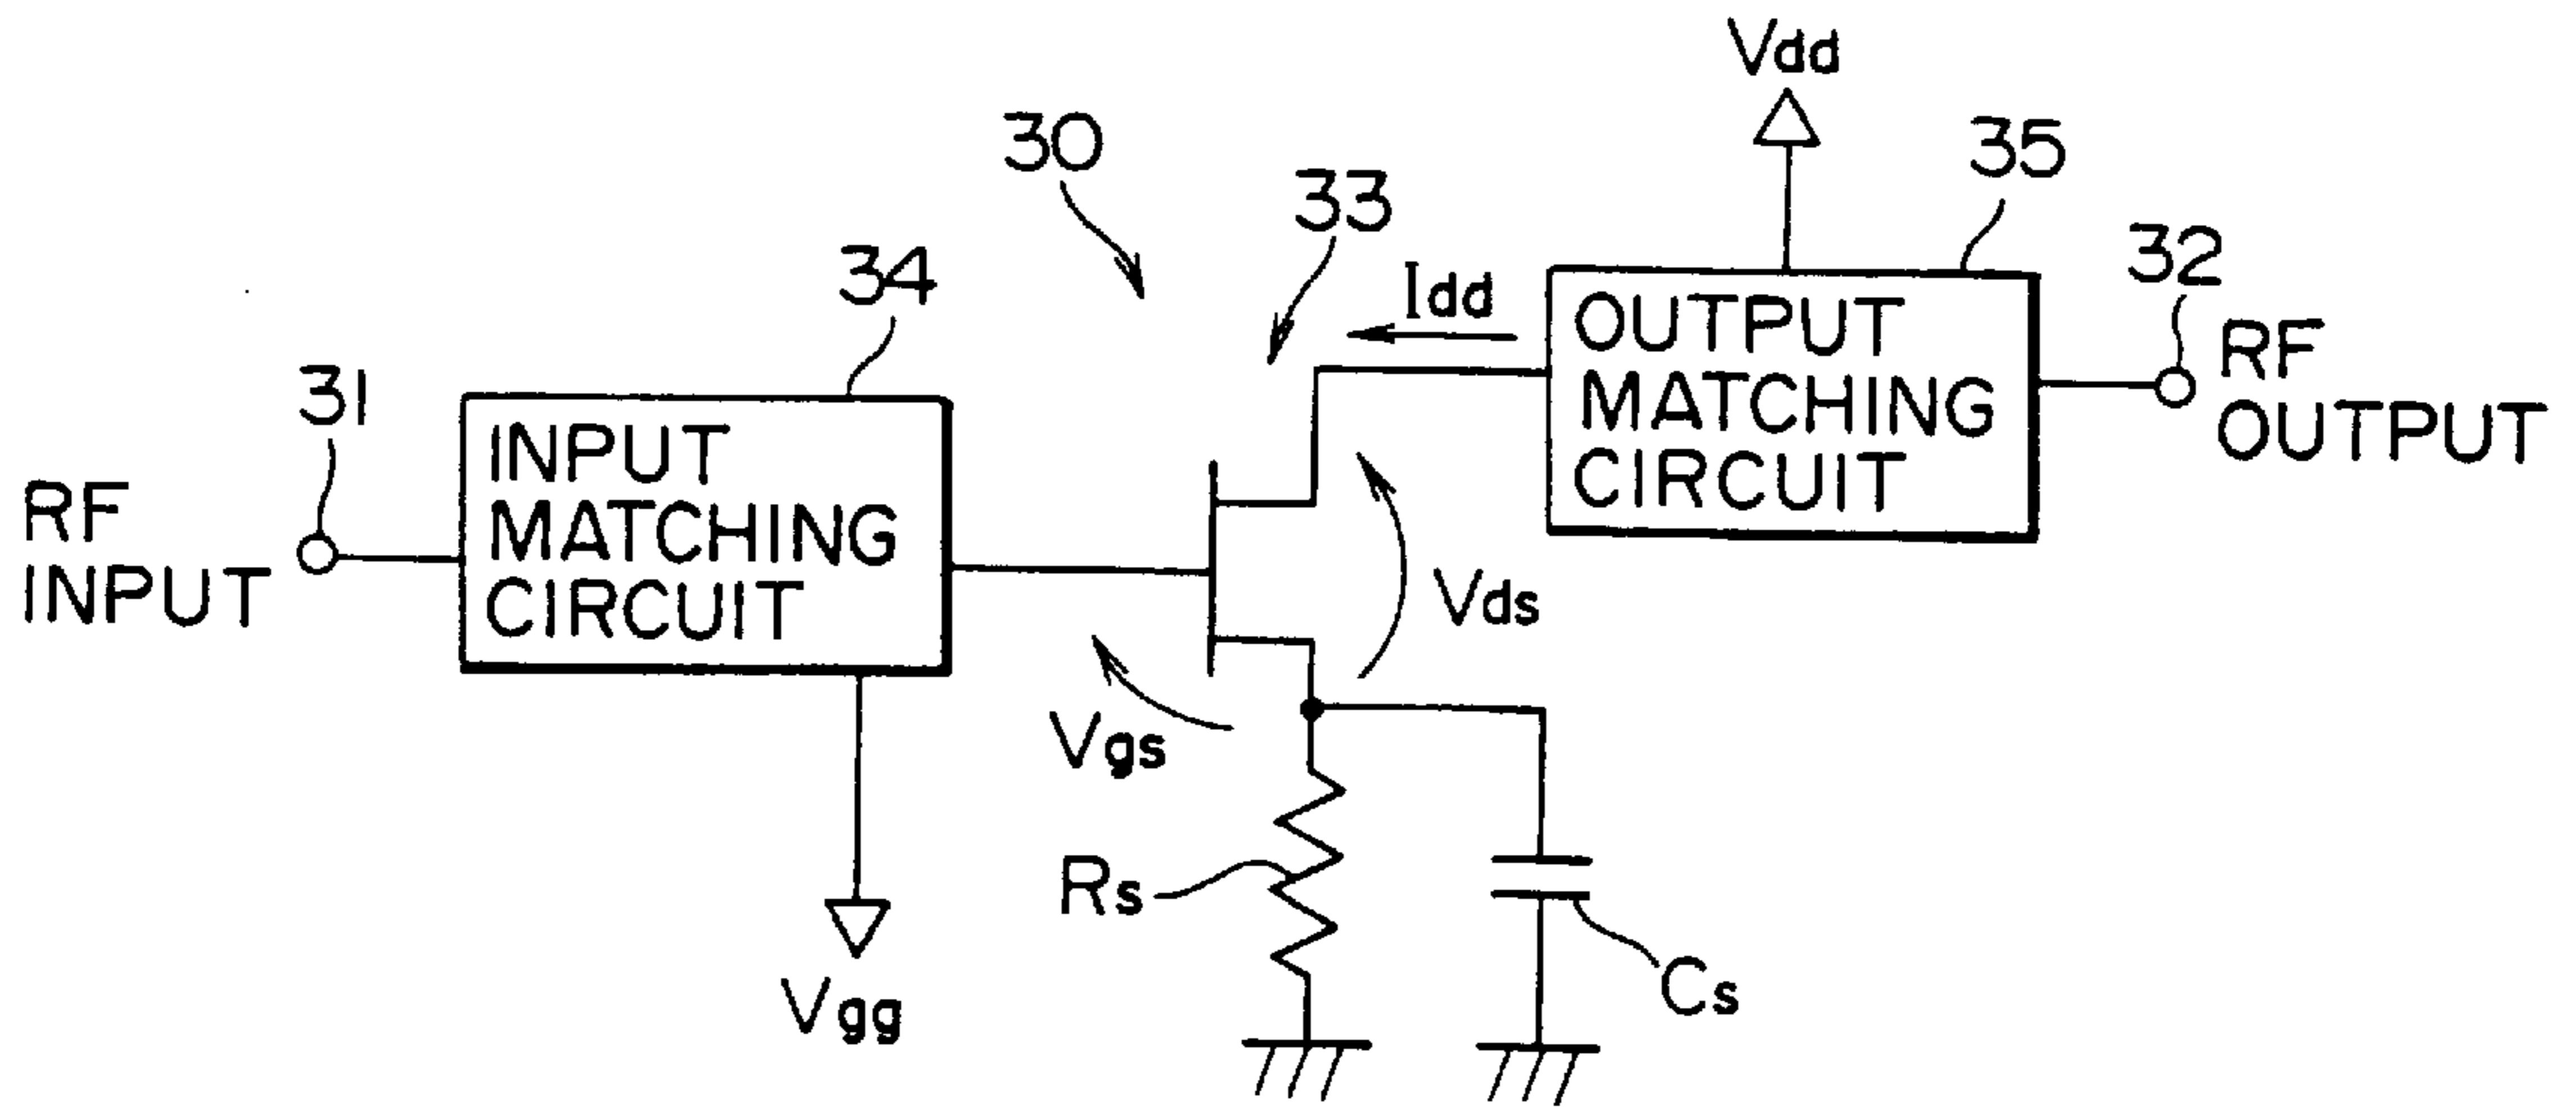 Vdd
30
33
35
34
32
Idd
31
OUTPUT
MATCHING
CIRCUIT
RF
OUTPUT
INPUT
MATCHING
CIRCUIT
RF
INPUT
Vds
Vgs
Rs
Cs
Vgg